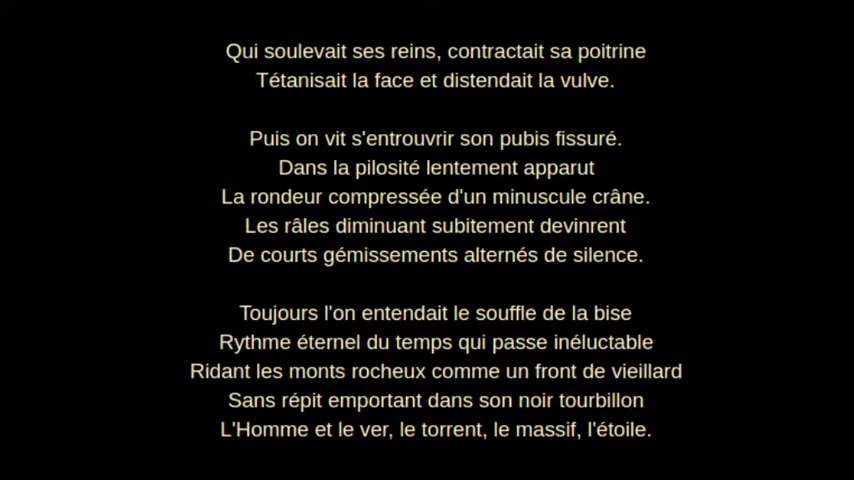 Qui soulevait ses reins, contractait sa poitrine
Tétanisait la face et distendait la vulve.
Puis on vit s'entrouvrir son pubis fissuré.
Dans la pilosité lentement apparut
La rondeur compressée d'un minuscule crâne.
Les râles diminuant subitement devinrent
De courts gémissements alternés de silence.
Toujours l'on entendait le souffle de la bise
Rythme éternel du temps qui passe inéluctable
Ridant les monts rocheux comme un front de vieillard
Sans répit emportant dans son noir tourbillon
L'Homme et le ver, le torrent, le massif, l'étoile.